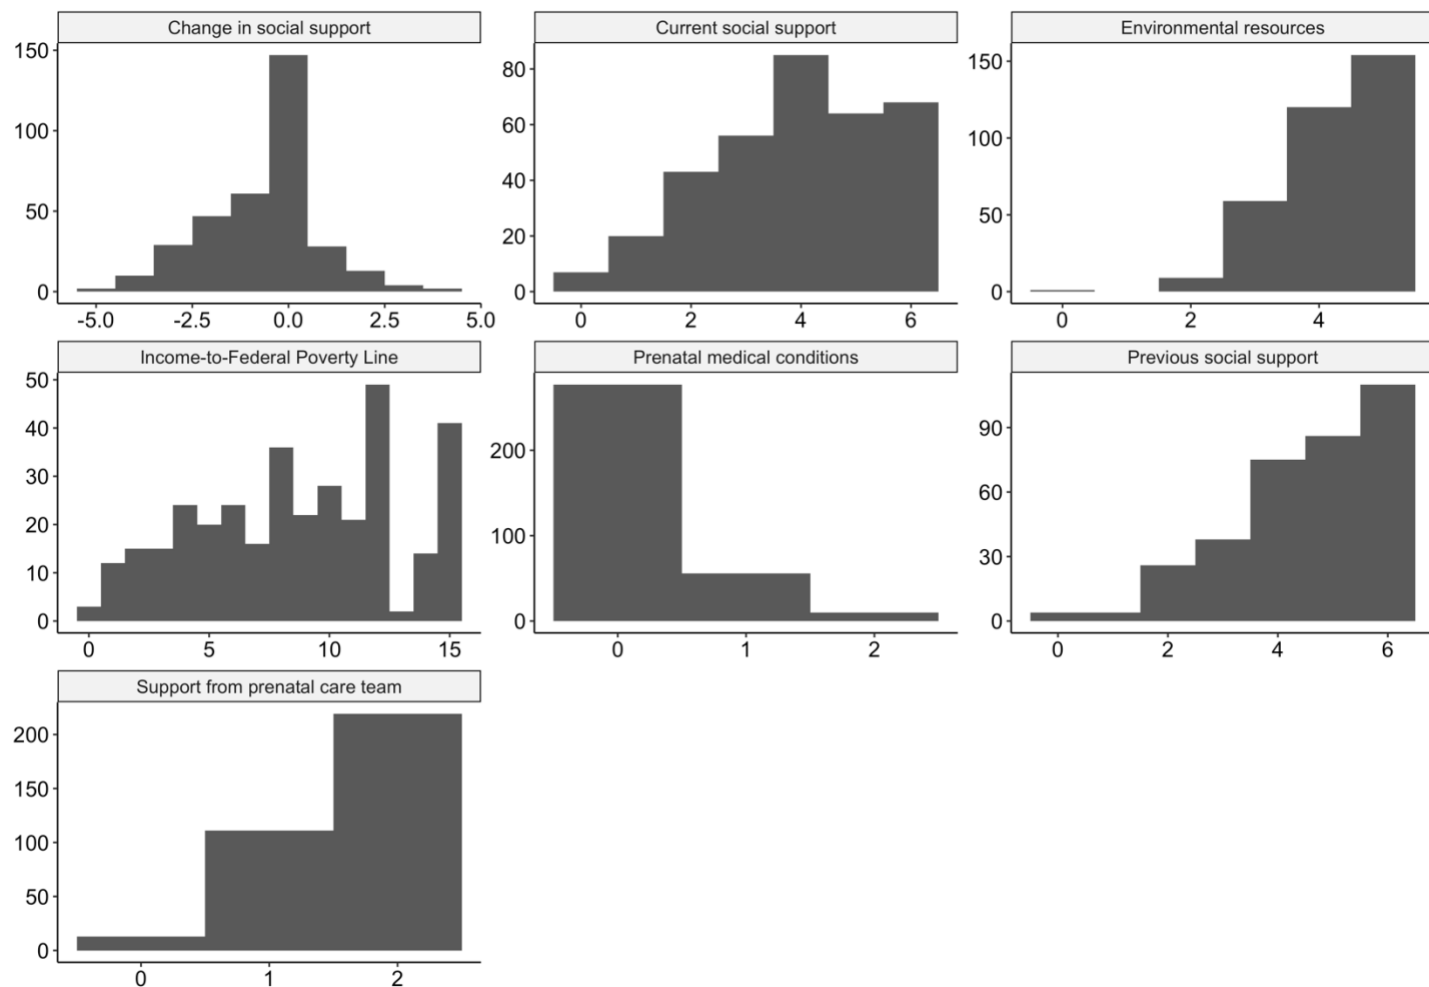 Change in social support
150
100
50
0
-5.0 -2.5 0.0 2.5 5.0
Current social support
80
60
40
20
0
0 2 4 6
Environmental resources
150
100
50
0
0 2 4
Income-to-Federal Poverty Line
50
40
30
20
10
0
0 5 10 15
Prenatal medical conditions
200
100
0
0 1 2
Previous social support
90
60
30
0
0 2 4 6
Support from prenatal care team
200
150
100
50
0
0 1 2